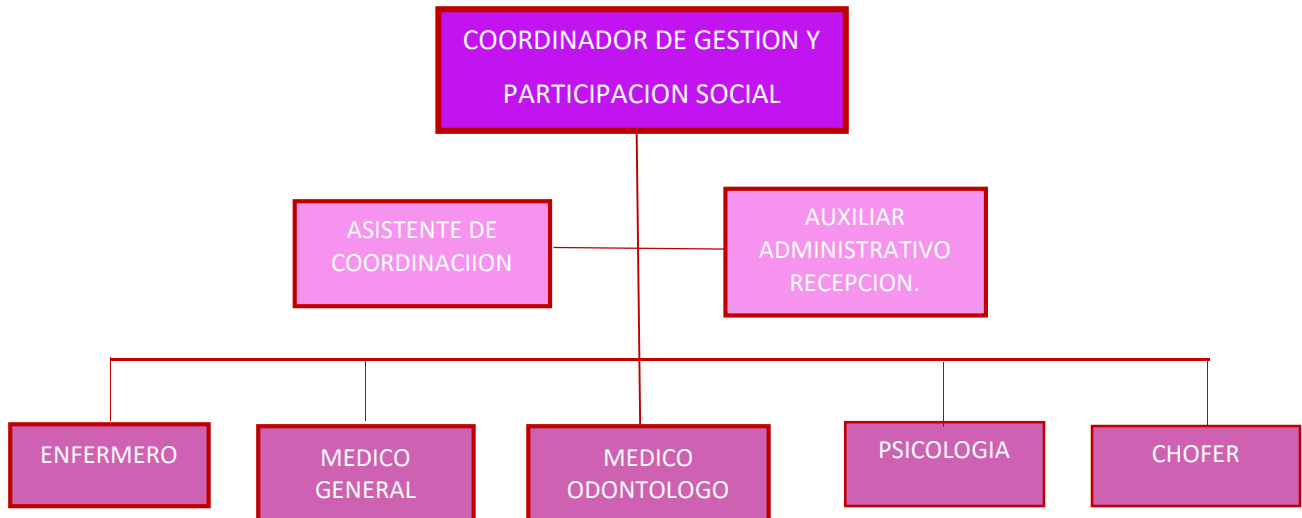 COORDINADOR DE GESTION Y
PARTICIPACION SOCIAL
ASISTENTE DE
COORDINACIION
AUXILIAR
ADMINISTRATIVO
RECEPCION.
ENFERMERO
MEDICO
GENERAL
MEDICO
ODONTOLOGO
PSICOLOGIA
CHOFER